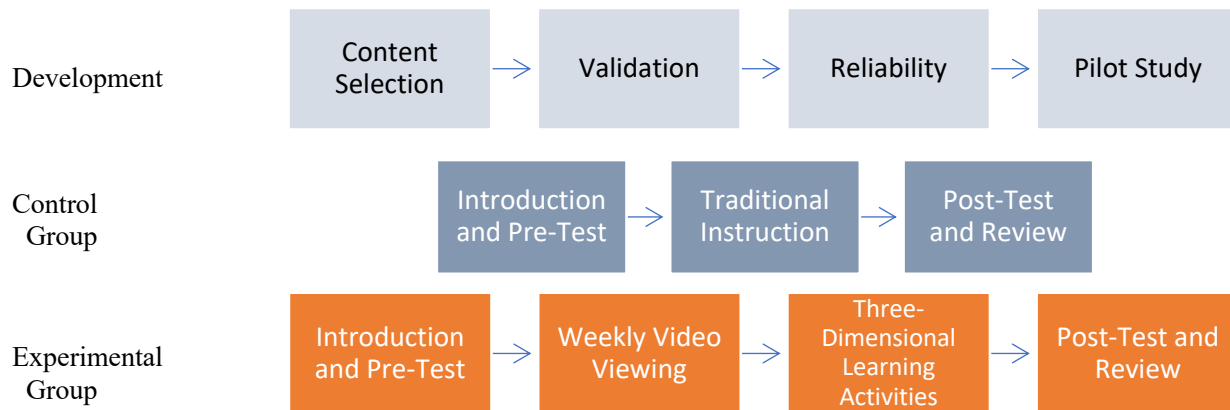 Development
Content
Selection
Validation
Reliability
Pilot Study
Control
Group
Introduction
and Pre-Test
Traditional
Instruction
Post-Test
and Review
Experimental
Group
Introduction
and Pre-Test
Weekly Video
Viewing
Three-
Dimensional
Learning
Activities
Post-Test and
Review